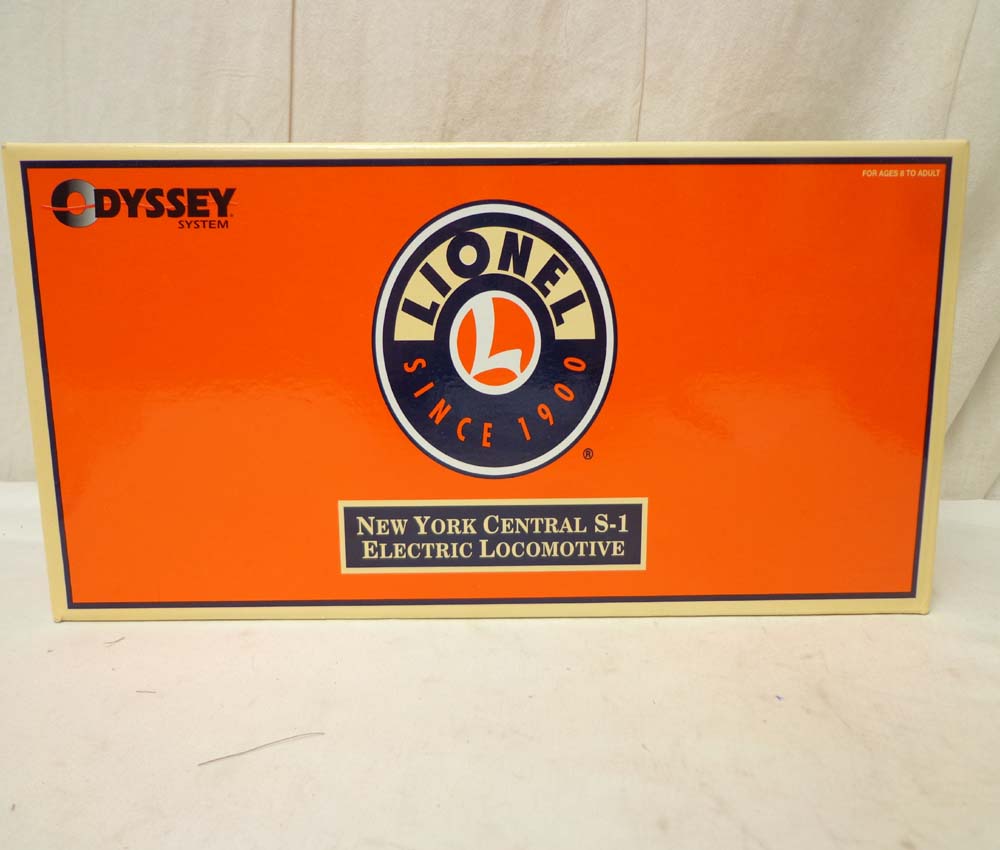 ODYSSEY
SYSTEM
FOR AGES 8 TO ADULT
LIONEL
L
SINCE 1900
®
NEW YORK CENTRAL S-1
ELECTRIC LOCOMOTIVE